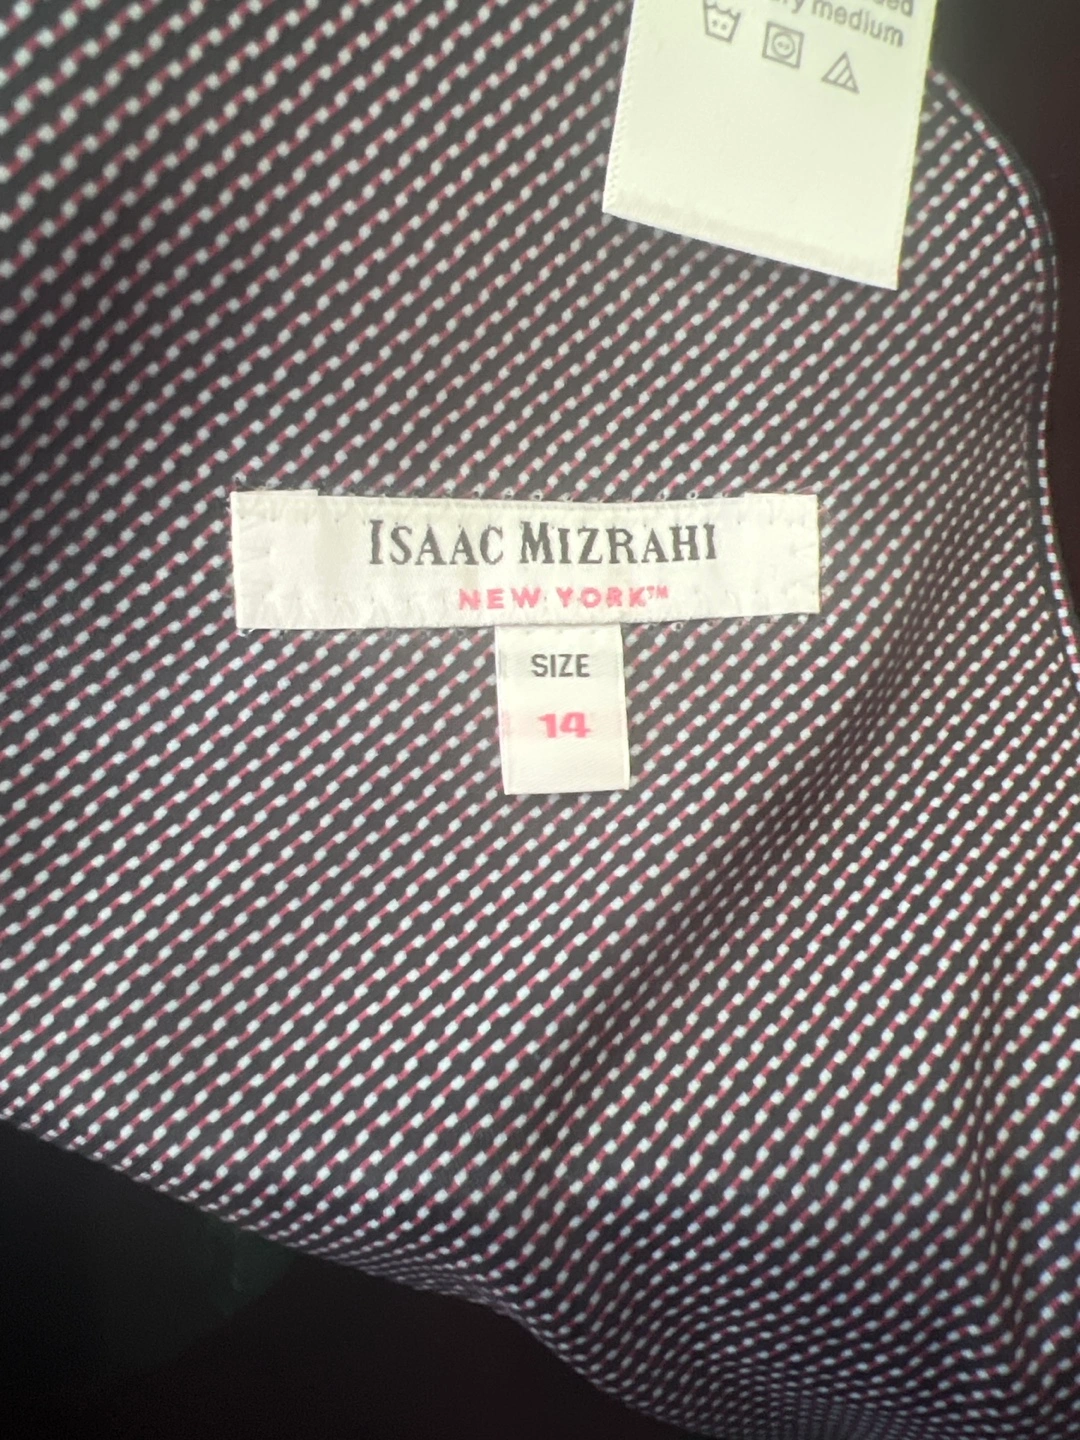 medium
ISAAC MIZRAHI
NEW YORK™
SIZE
14